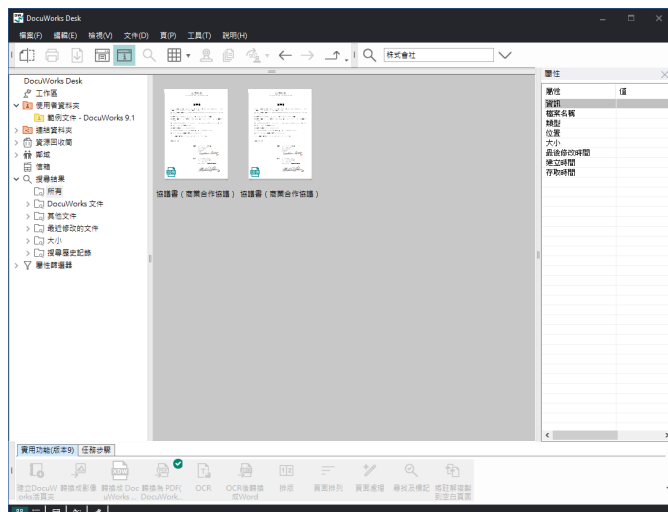 DocuWorks Desk
檔案(F) 編輯(E) 檢視(V) 文件(D) 頁(P) 工具(T) 說明(H)
株式會社
DocuWorks Desk
工作區
使用者資料夾
範例文件 - DocuWorks 9.1
連結資料夾
資源回收筒
鄰域
信箱
搜尋結果
所有
DocuWorks 文件
其他文件
最近修改的文件
大小
搜尋歷史記錄
屬性篩選器
協議書（商業合作協議） 協議書（商業合作協議）
屬性
屬性 值
資訊
檔案名稱
類型
位置
大小
最後修改時間
建立時間
存取時間
實用功能(版本9) 任務步驟
建立DocuW orks活頁夾
轉換成影像
轉換成 Doc uWorks ...
轉換為 PDF( DocuWork...
OCR
OCR後轉換 成Word
排版
頁面排列
頁面處理
尋找及標記
將註解複製 到空白頁面